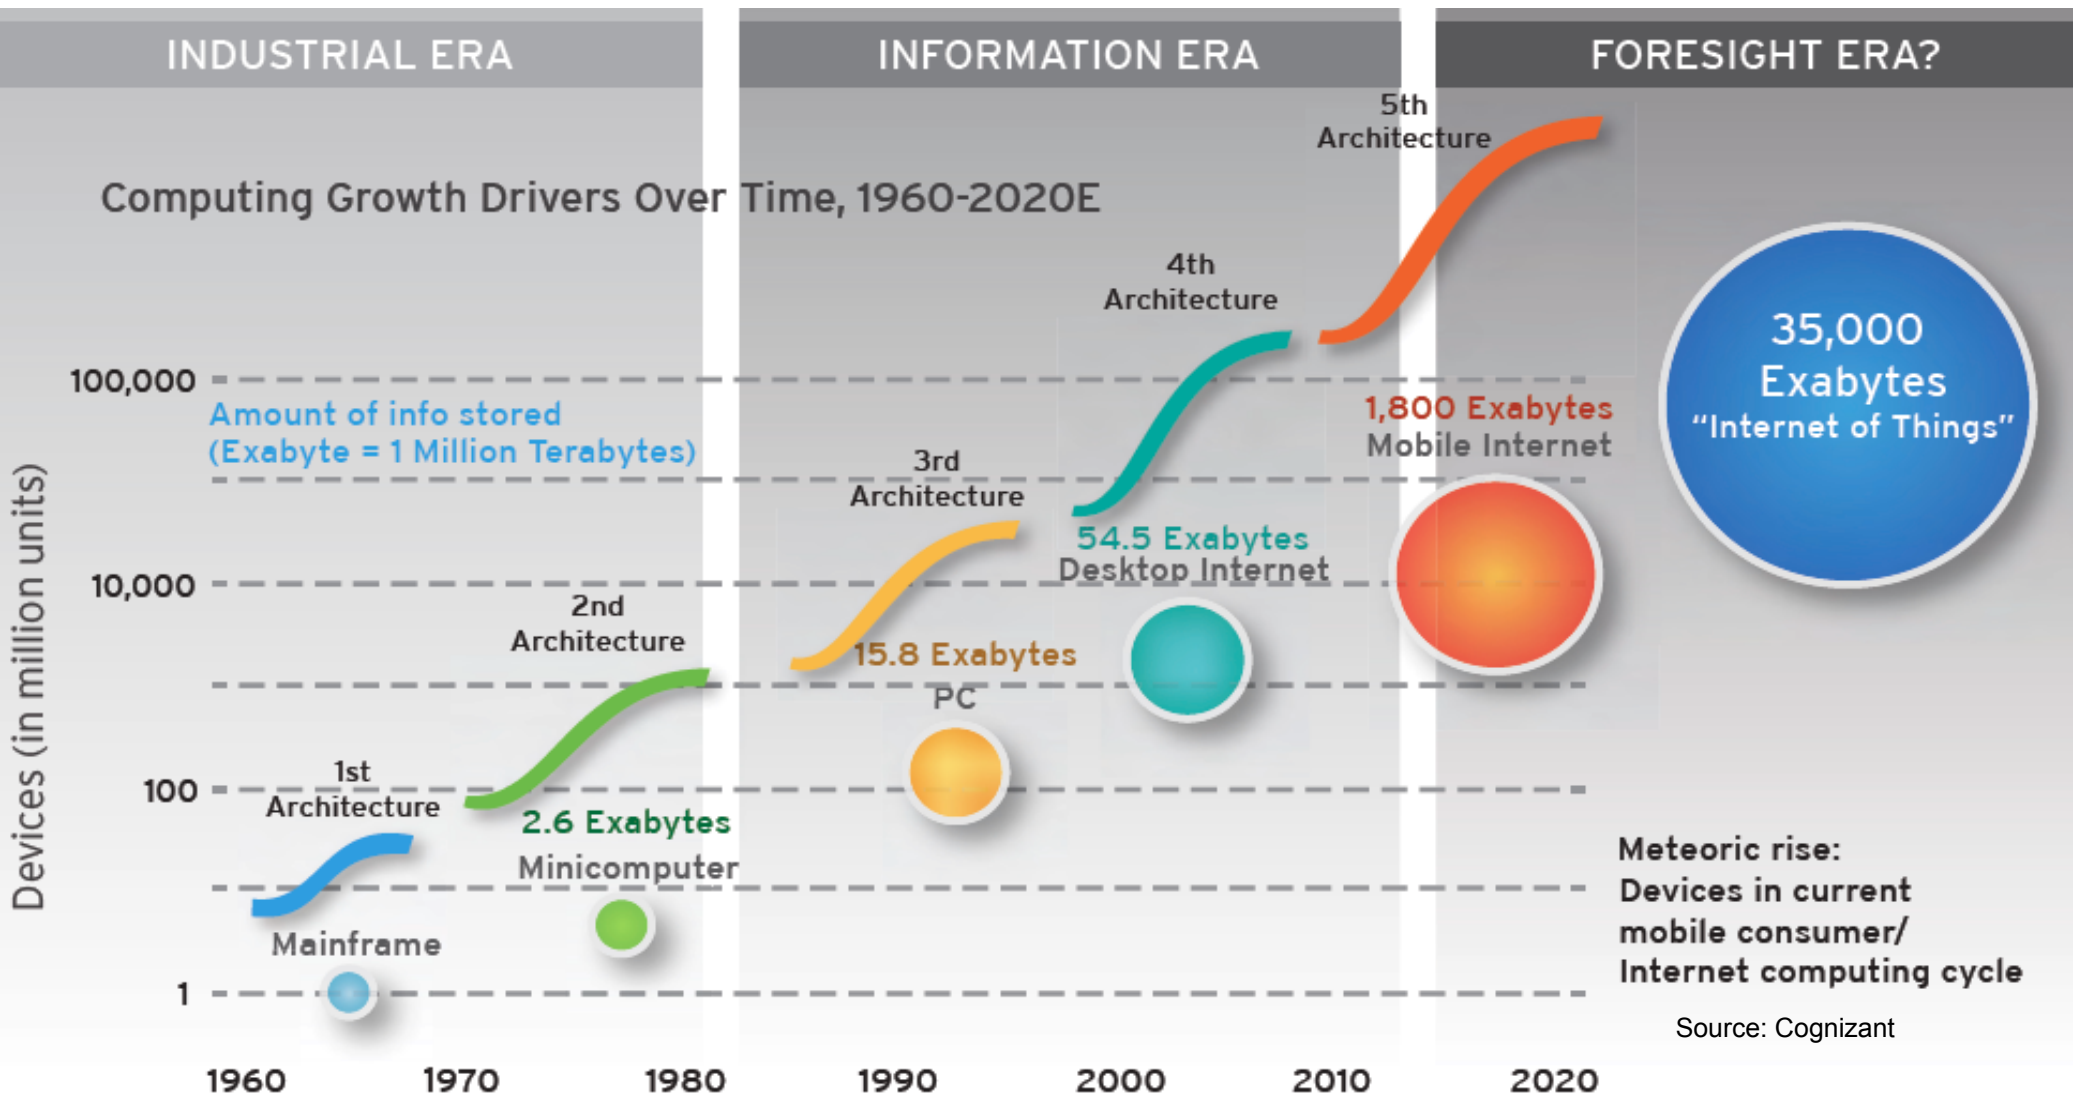 INDUSTRIAL ERA
INFORMATION ERA
FORESIGHT ERA?
Computing Growth Drivers Over Time, 1960-2020E
5th
Architecture
4th
Architecture
35,000
Exabytes
“Internet of Things”
100,000
Amount of info stored
(Exabyte = 1 Million Terabytes)
1,800 Exabytes
Mobile Internet
3rd
Architecture
54.5 Exabytes
Desktop Internet
10,000
2nd
Architecture
15.8 Exabytes
PC
Devices (in million units)
1st
Architecture
100
2.6 Exabytes
Minicomputer
Mainframe
1
Meteoric rise:
Devices in current
mobile consumer/
Internet computing cycle
Source: Cognizant
1960 1970 1980 1990 2000 2010 2020